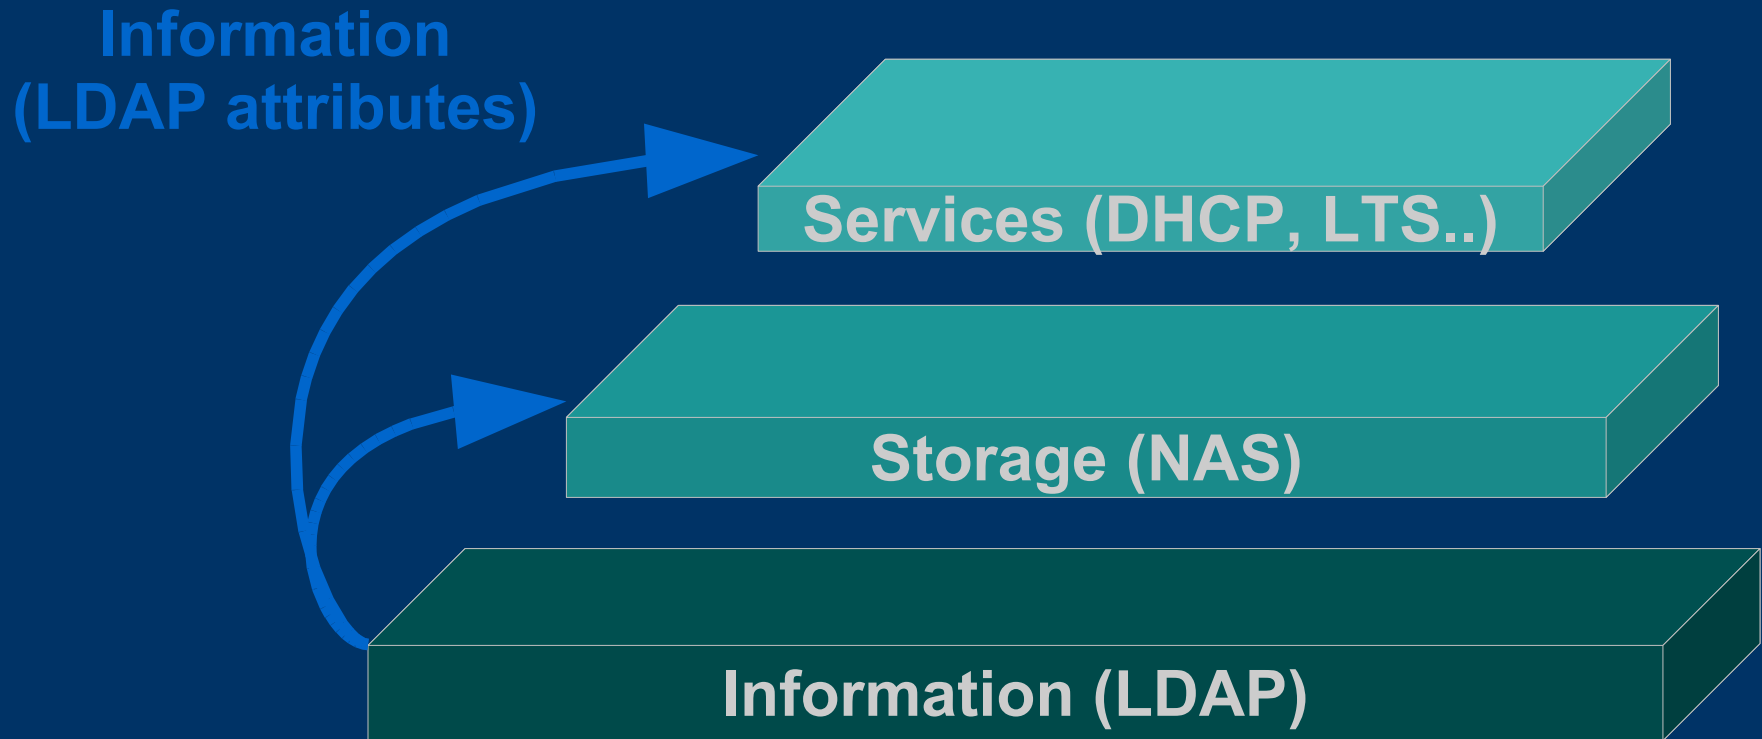 Information
(LDAP attributes)
Services (DHCP, LTS..)
Storage (NAS)
Information (LDAP)